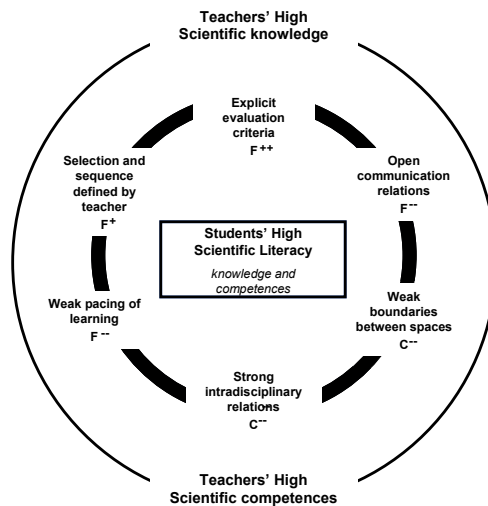 Teachers' High
Scientific knowledge
Explicit
evaluation
criteria
F++
Selection and
sequence
defined by
teacher
F+
Open
communication
relations
F--
Students' High
Scientific Literacy
knowledge and
competences
Weak pacing of
learning
F--
Weak
boundaries
between spaces
C--
Strong
intradisciplinary
relations
C--
Teachers' High
Scientific competences